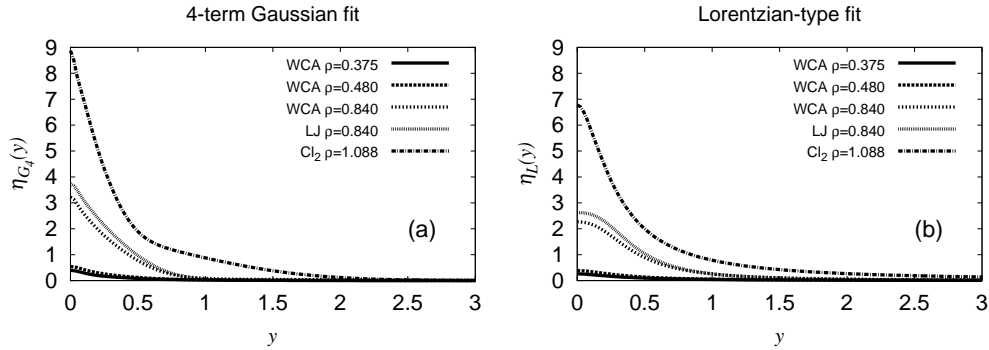 4-term Gaussian fit
9
8
7
6
5
4
3
2
1
0
η_G₄(y)
WCA ρ=0.375
WCA ρ=0.480
WCA ρ=0.840
LJ ρ=0.840
Cl₂ ρ=1.088
(a)
0 0.5 1 1.5 2 2.5 3
y
Lorentzian-type fit
9
8
7
6
5
4
3
2
1
0
η_L(y)
WCA ρ=0.375
WCA ρ=0.480
WCA ρ=0.840
LJ ρ=0.840
Cl₂ ρ=1.088
(b)
0 0.5 1 1.5 2 2.5 3
y